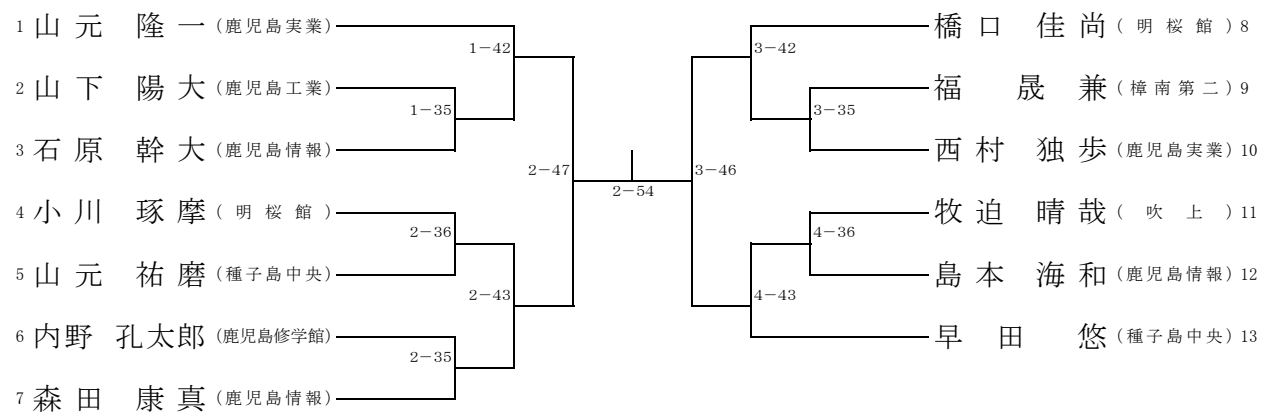 1 山元 隆一 (鹿児島実業)
1-42
2 山下 陽大 (鹿児島工業)
1-35
3 石原 幹大 (鹿児島情報)
2-47
4 小川 琢摩 (明桜館)
2-36
5 山元 祐磨 (種子島中央)
2-43
6 内野 孔太郎 (鹿児島修学館)
2-35
7 森田 康真 (鹿児島情報)
2-54
橋口 佳尚 (明桜館) 8
3-42
福 晟兼 (樟南第二) 9
3-35
西村 独歩 (鹿児島実業) 10
3-46
牧迫 晴哉 (吹上) 11
4-36
島本 海和 (鹿児島情報) 12
4-43
早田 悠 (種子島中央) 13